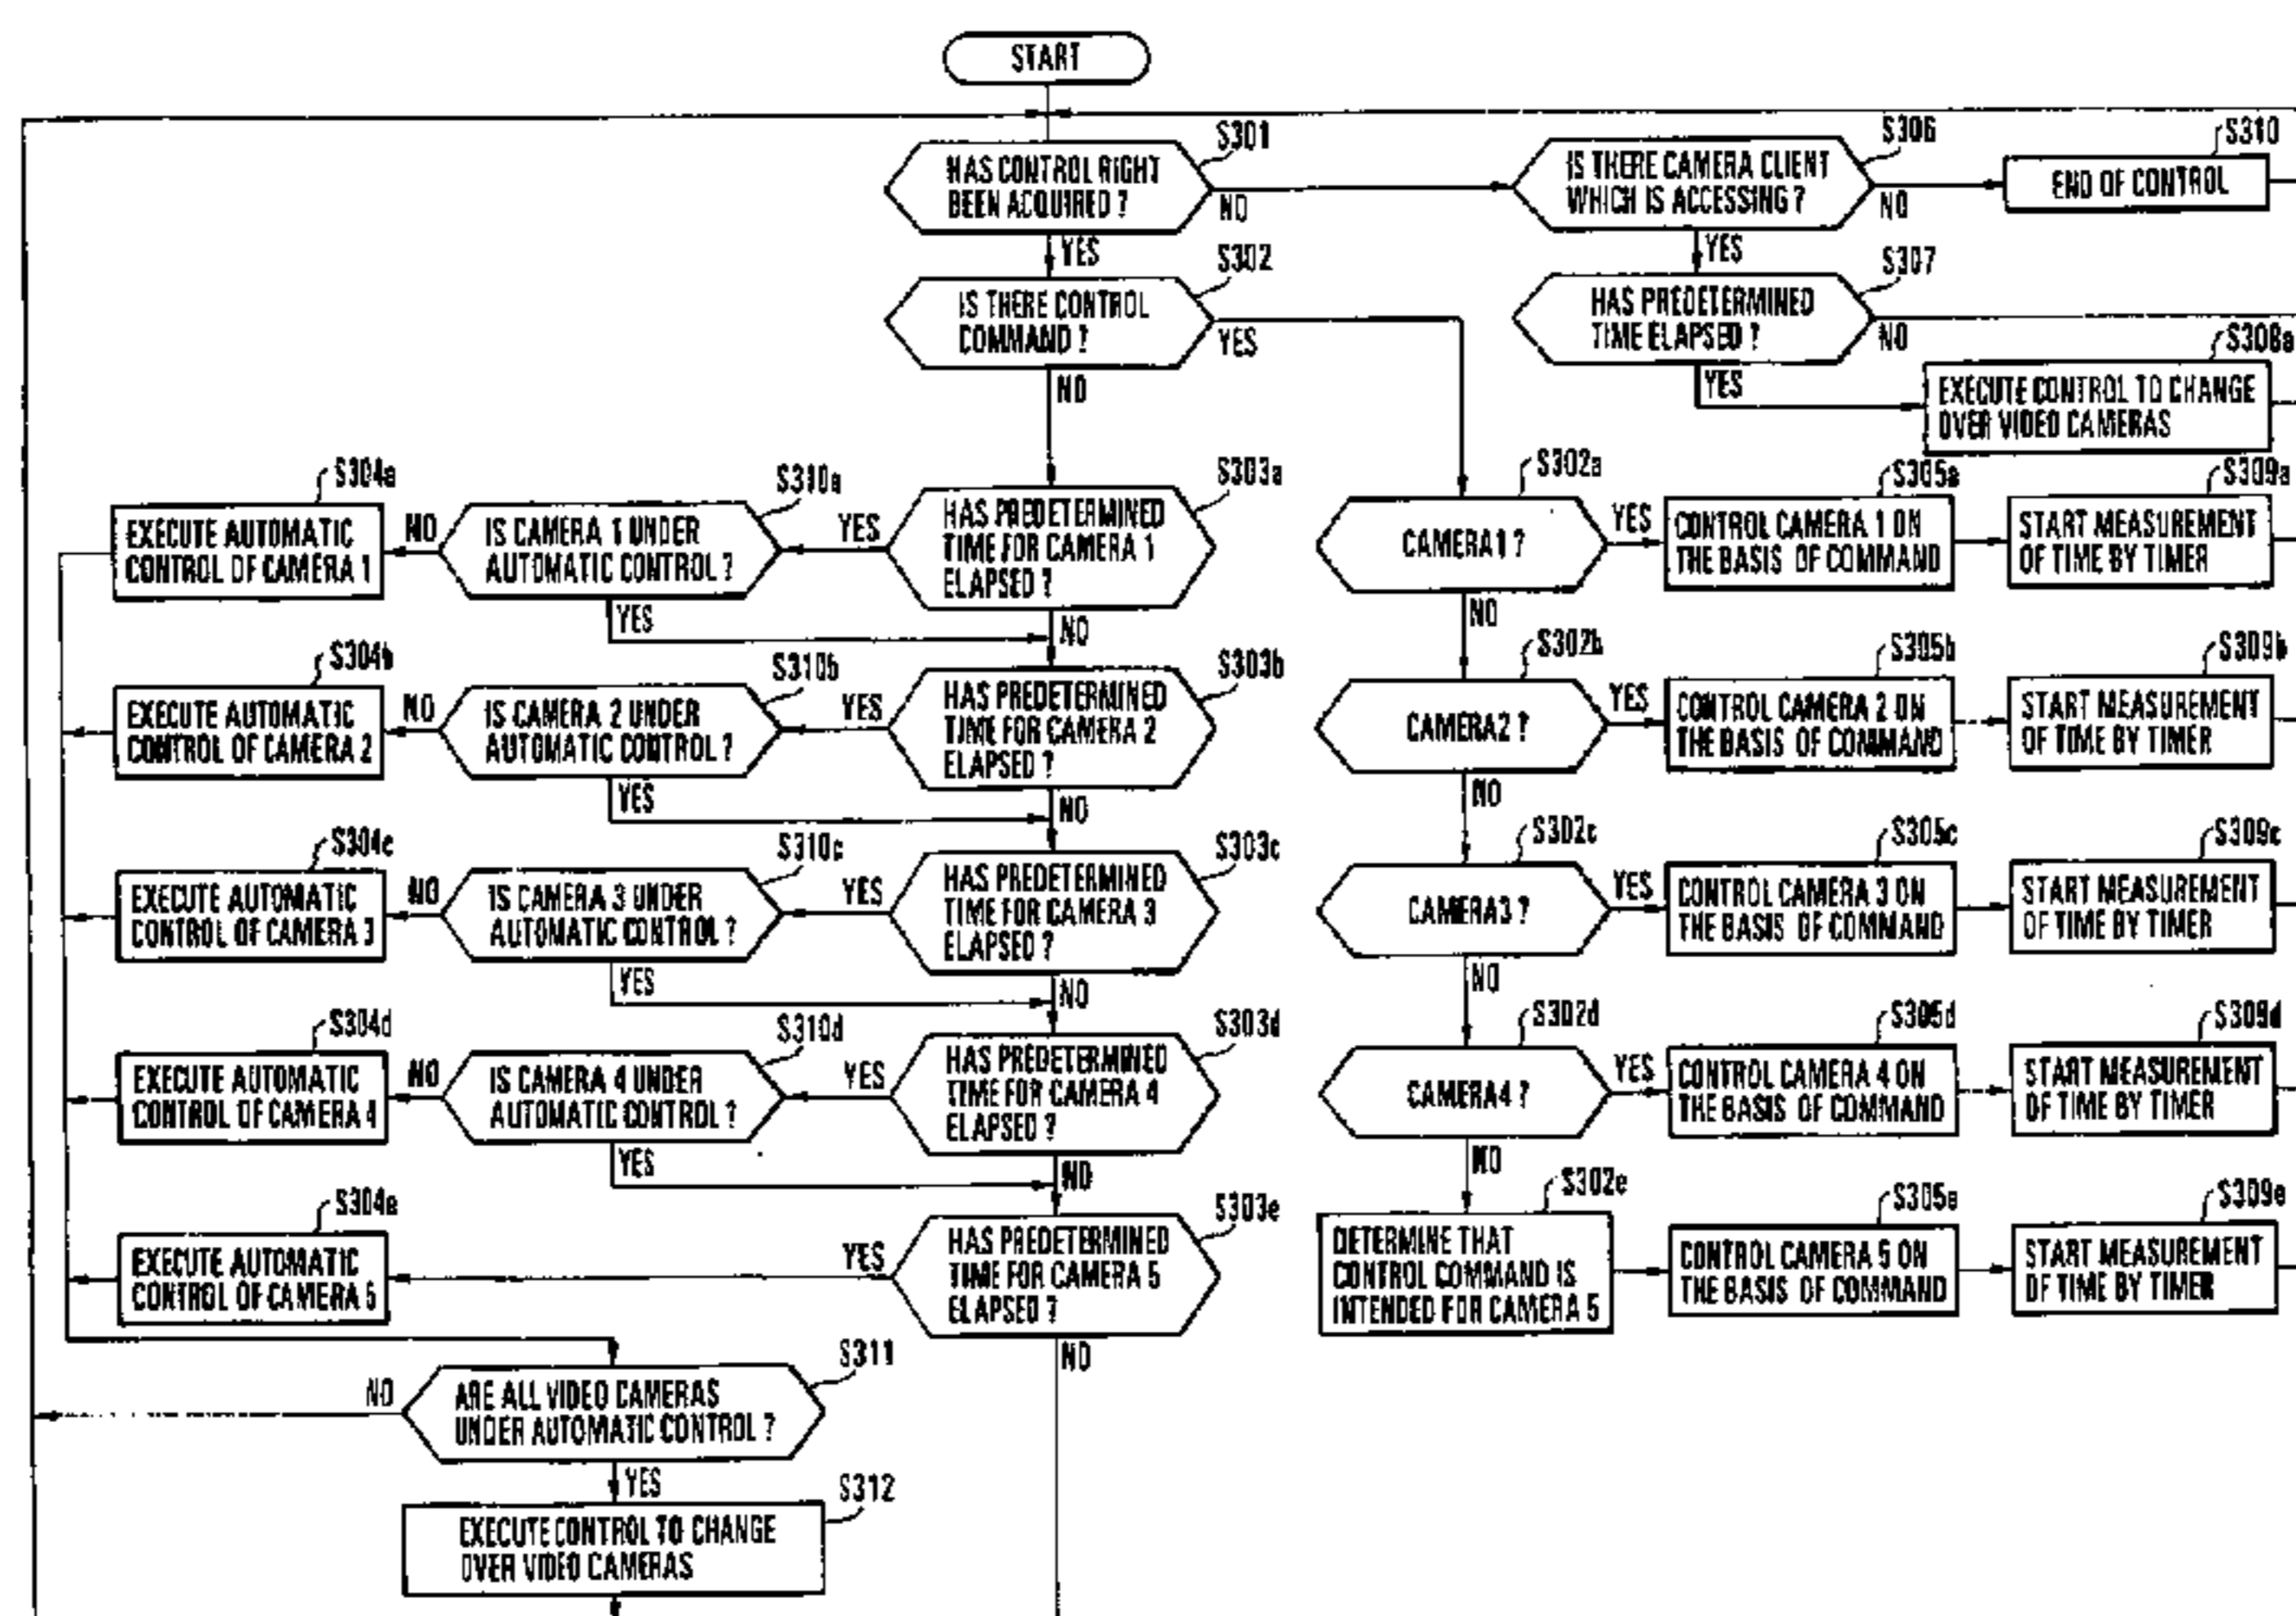 START
S301
HAS CONTROL RIGHT
BEEN ACQUIRED ?
NO
YES
S306
IS THERE CAMERA CLIENT
WHICH IS ACCESSING ?
NO
YES
S310
END OF CONTROL
S302
IS THERE CONTROL
COMMAND ?
YES
NO
S307
HAS PREDETERMINED
TIME ELAPSED ?
NO
YES
S308a
EXECUTE CONTROL TO CHANGE
OVER VIDEO CAMERAS
S304a
EXECUTE AUTOMATIC
CONTROL OF CAMERA 1
NO
S310a
IS CAMERA 1 UNDER
AUTOMATIC CONTROL ?
YES
YES
S303a
HAS PREDETERMINED
TIME FOR CAMERA 1
ELAPSED ?
NO
S302a
CAMERA1 ?
YES
NO
S305a
CONTROL CAMERA 1 ON
THE BASIS OF COMMAND
S309a
START MEASUREMENT
OF TIME BY TIMER
S304b
EXECUTE AUTOMATIC
CONTROL OF CAMERA 2
NO
S310b
IS CAMERA 2 UNDER
AUTOMATIC CONTROL ?
YES
YES
S303b
HAS PREDETERMINED
TIME FOR CAMERA 2
ELAPSED ?
NO
S302b
CAMERA2 ?
YES
NO
S305b
CONTROL CAMERA 2 ON
THE BASIS OF COMMAND
S309b
START MEASUREMENT
OF TIME BY TIMER
S304c
EXECUTE AUTOMATIC
CONTROL OF CAMERA 3
NO
S310c
IS CAMERA 3 UNDER
AUTOMATIC CONTROL ?
YES
YES
S303c
HAS PREDETERMINED
TIME FOR CAMERA 3
ELAPSED ?
NO
S302c
CAMERA3 ?
YES
NO
S305c
CONTROL CAMERA 3 ON
THE BASIS OF COMMAND
S309c
START MEASUREMENT
OF TIME BY TIMER
S304d
EXECUTE AUTOMATIC
CONTROL OF CAMERA 4
NO
S310d
IS CAMERA 4 UNDER
AUTOMATIC CONTROL ?
YES
YES
S303d
HAS PREDETERMINED
TIME FOR CAMERA 4
ELAPSED ?
NO
S302d
CAMERA4 ?
YES
NO
S305d
CONTROL CAMERA 4 ON
THE BASIS OF COMMAND
S309d
START MEASUREMENT
OF TIME BY TIMER
S304e
EXECUTE AUTOMATIC
CONTROL OF CAMERA 5
YES
S303e
HAS PREDETERMINED
TIME FOR CAMERA 5
ELAPSED ?
NO
S302e
DETERMINE THAT
CONTROL COMMAND IS
INTENDED FOR CAMERA 5
S305e
CONTROL CAMERA 5 ON
THE BASIS OF COMMAND
S309e
START MEASUREMENT
OF TIME BY TIMER
S311
ARE ALL VIDEO CAMERAS
UNDER AUTOMATIC CONTROL ?
NO
YES
S312
EXECUTE CONTROL TO CHANGE
OVER VIDEO CAMERAS